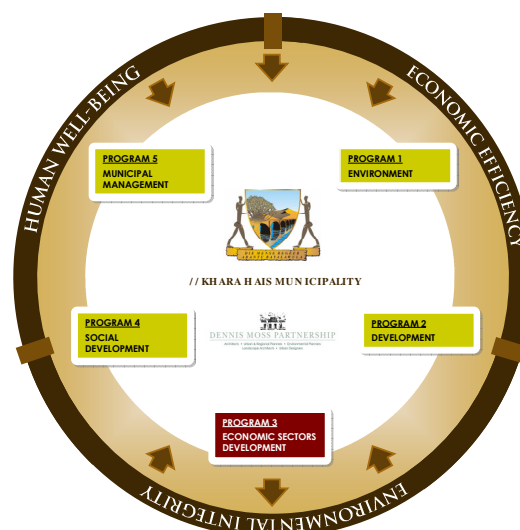 HUMAN WELL-BEING
ECONOMIC EFFICIENCY
PROGRAM 5
MUNICIPAL
MANAGEMENT
PROGRAM 1
ENVIRONMENT
// KHARA HAIS MUNICIPALITY
PROGRAM 4
SOCIAL
DEVELOPMENT
DENNIS MOSS PARTNERSHIP
PROGRAM 2
DEVELOPMENT
PROGRAM 3
ECONOMIC SECTORS
DEVELOPMENT
ENVIRONMENTAL INTEGRITY